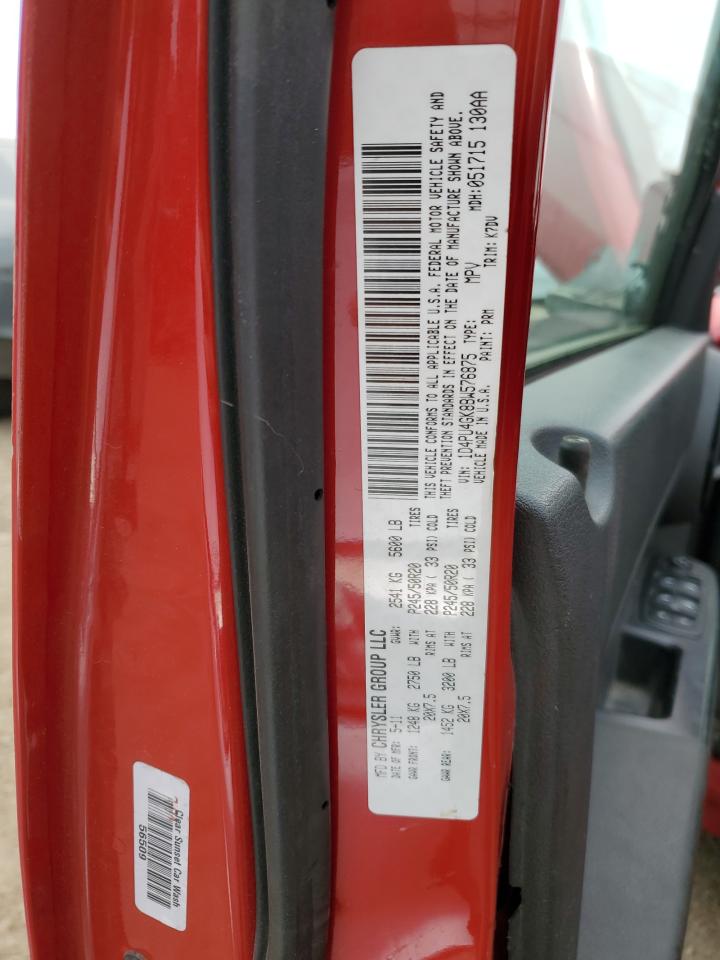 MFD BY CHRYSLER GROUP LLC
DATE OF MFR: 5-11 GVWR: 2541 KG 5600 LB
GAWR FRONT: 1248 KG 2750 LB WITH P245/50R20 TIRES
20X7.5 RIMS AT 228 KPA ( 33 PSI) COLD
GAWR REAR: 1452 KG 3200 LB WITH P245/50R20 TIRES
20X7.5 RIMS AT 228 KPA ( 33 PSI) COLD
THIS VEHICLE CONFORMS TO ALL APPLICABLE U.S.A. FEDERAL MOTOR VEHICLE SAFETY AND
THEFT PREVENTION STANDARDS IN EFFECT ON THE DATE OF MANUFACTURE SHOWN ABOVE.
VIN: 1D4PU4GK8BW576875 TYPE: MPV MDH:051715 130AA
VEHICLE MADE IN U.S.A. PAINT: PRM TRIM: K7DV
Clear Sunset Car Wash
56509